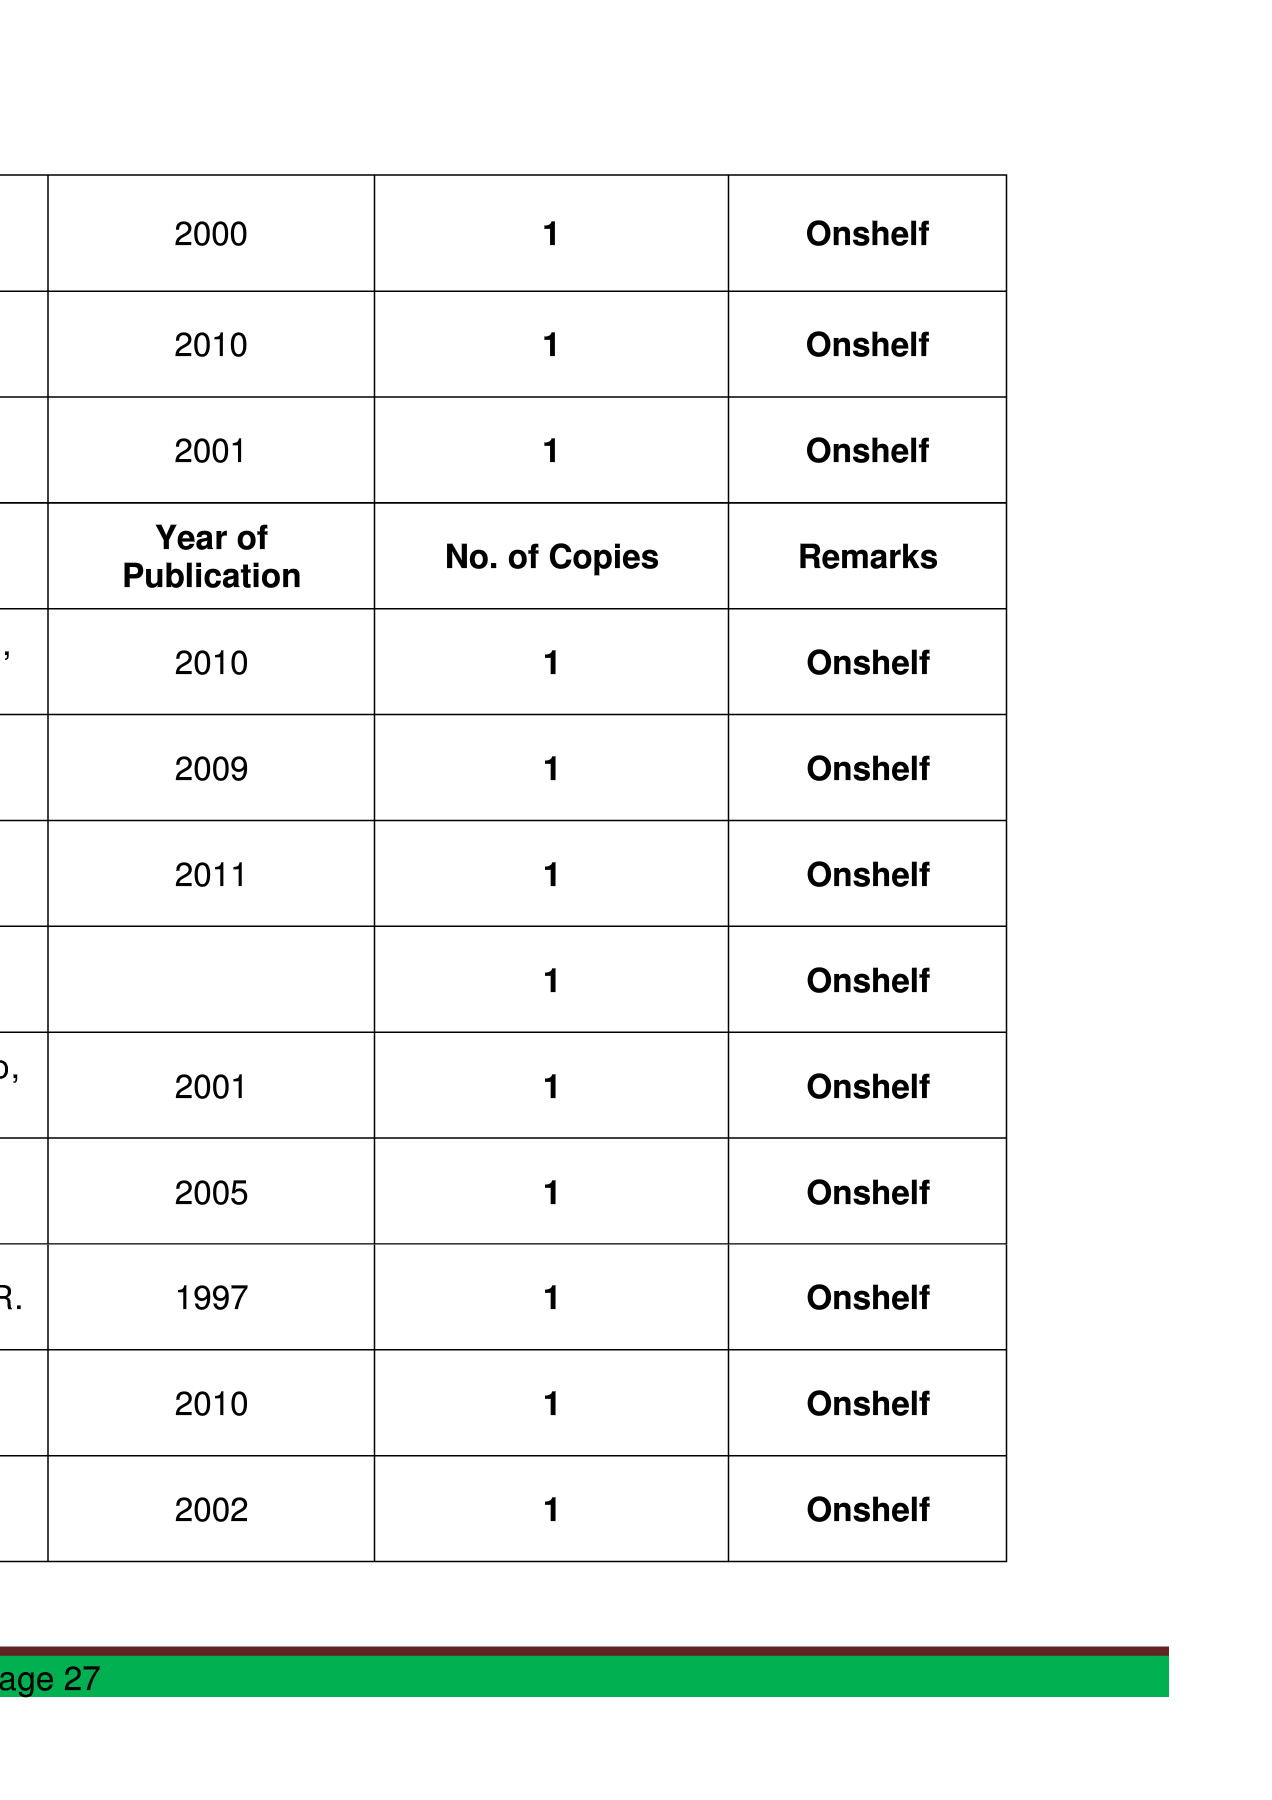 2000 1 Onshelf
2010 1 Onshelf
2001 1 Onshelf
Year of
Publication No. of Copies Remarks
, 2010 1 Onshelf
2009 1 Onshelf
2011 1 Onshelf
1 Onshelf
o, 2001 1 Onshelf
2005 1 Onshelf
R. 1997 1 Onshelf
2010 1 Onshelf
2002 1 Onshelf
age 27